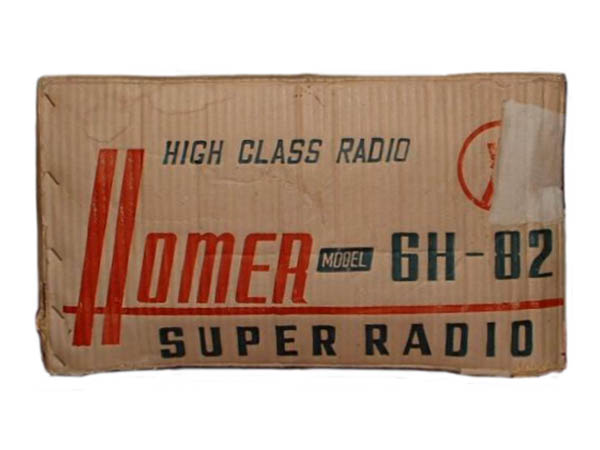 HIGH CLASS RADIO
HOMER MODEL 6H-82
SUPER RADIO